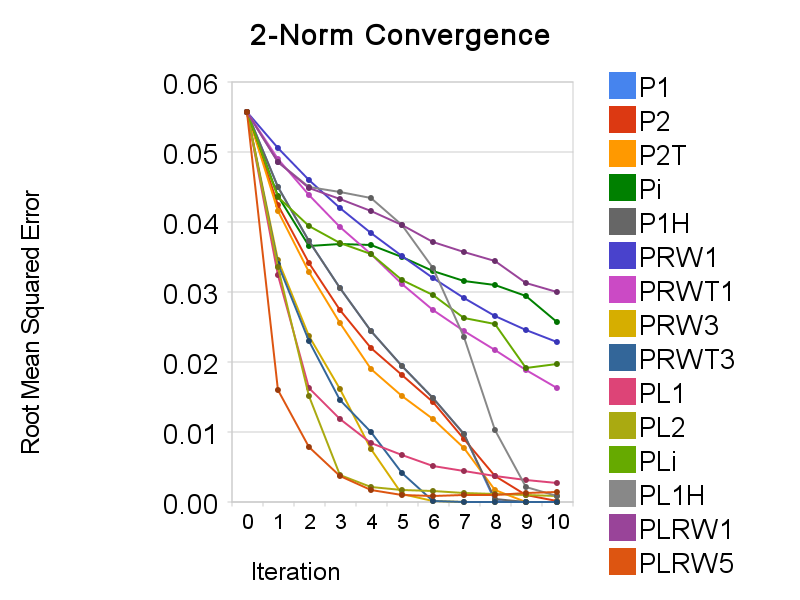 2-Norm Convergence
Root Mean Squared Error
0.06
0.05
0.04
0.03
0.02
0.01
0.00
0 1 2 3 4 5 6 7 8 9 10
Iteration
P1
P2
P2T
Pi
P1H
PRW1
PRWT1
PRW3
PRWT3
PL1
PL2
PLi
PL1H
PLRW1
PLRW5